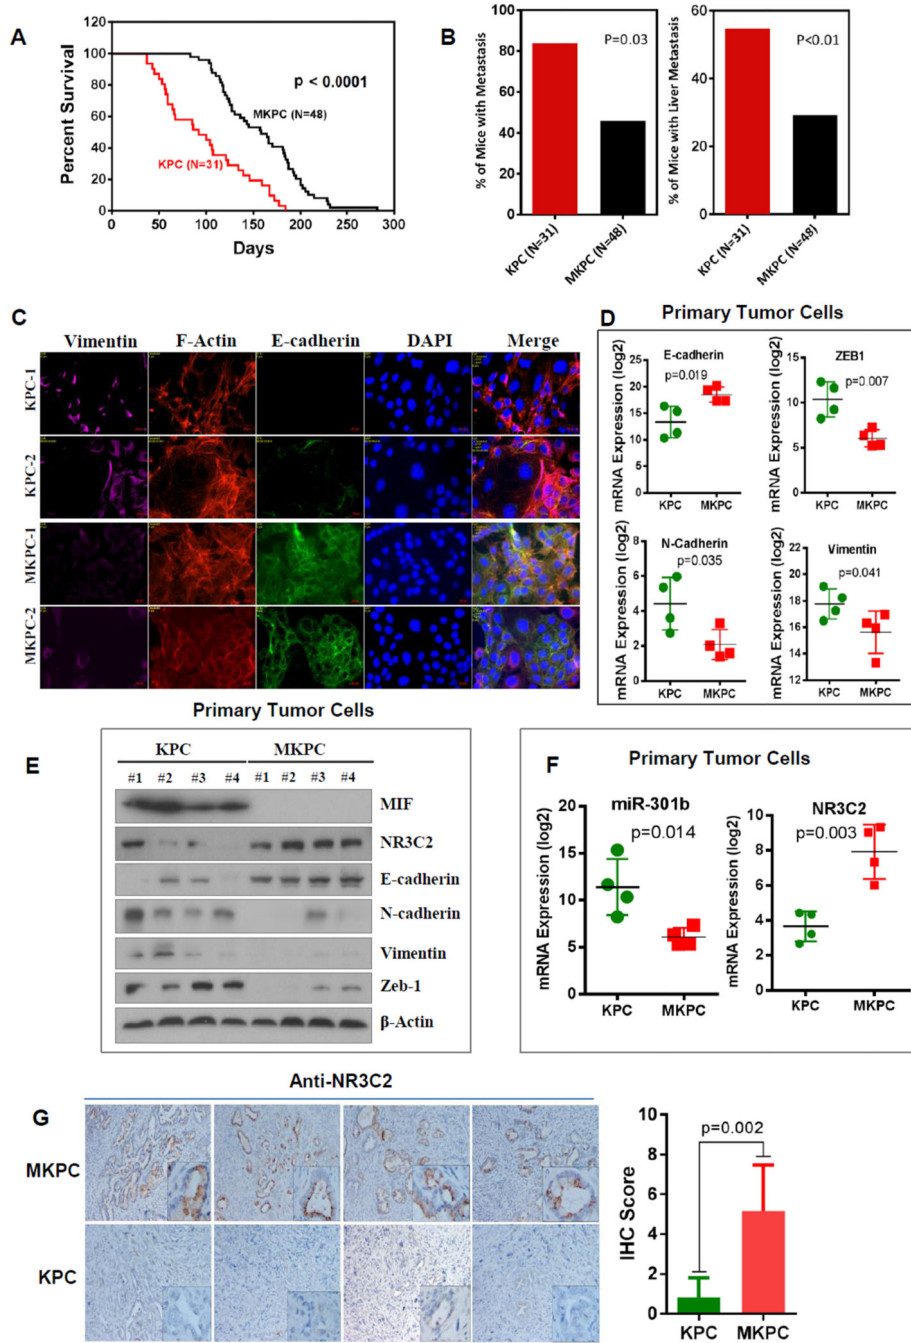 A
120
100
80
60
40
20
0
Percent Survival
p < 0.0001
MKPC (N=48)
KPC (N=31)
0 50 100 150 200 250 300
Days
B
100
80
60
40
20
0
% of Mice with Metastasis
P=0.03
KPC (N=31)
MKPC (N=48)
60
40
20
0
% of Mice with Liver Metastasis
P<0.01
KPC (N=31)
MKPC (N=48)
C
Vimentin F-Actin E-cadherin DAPI Merge
KPC-1
KPC-2
MKPC-1
MKPC-2
Primary Tumor Cells
D
E-cadherin
p=0.019
mRNA Expression (log2)
25
20
15
10
5
0
KPC MKPC
ZEB1
p=0.007
mRNA Expression (log2)
15
10
5
0
KPC MKPC
N-Cadherin
p=0.035
mRNA Expression (log2)
8
6
4
2
0
KPC MKPC
Vimentin
p=0.041
mRNA Expression (log2)
22
20
18
16
14
12
KPC MKPC
Primary Tumor Cells
E
KPC MKPC
#1 #2 #3 #4 #1 #2 #3 #4
MIF
NR3C2
E-cadherin
N-cadherin
Vimentin
Zeb-1
β-Actin
F
Primary Tumor Cells
miR-301b
p=0.014
mRNA Expression (log2)
20
15
10
5
0
KPC MKPC
NR3C2
p=0.003
mRNA Expression (log2)
10
8
6
4
2
0
KPC MKPC
Anti-NR3C2
G
MKPC
KPC
IHC Score
10
8
6
4
2
0
p=0.002
KPC MKPC